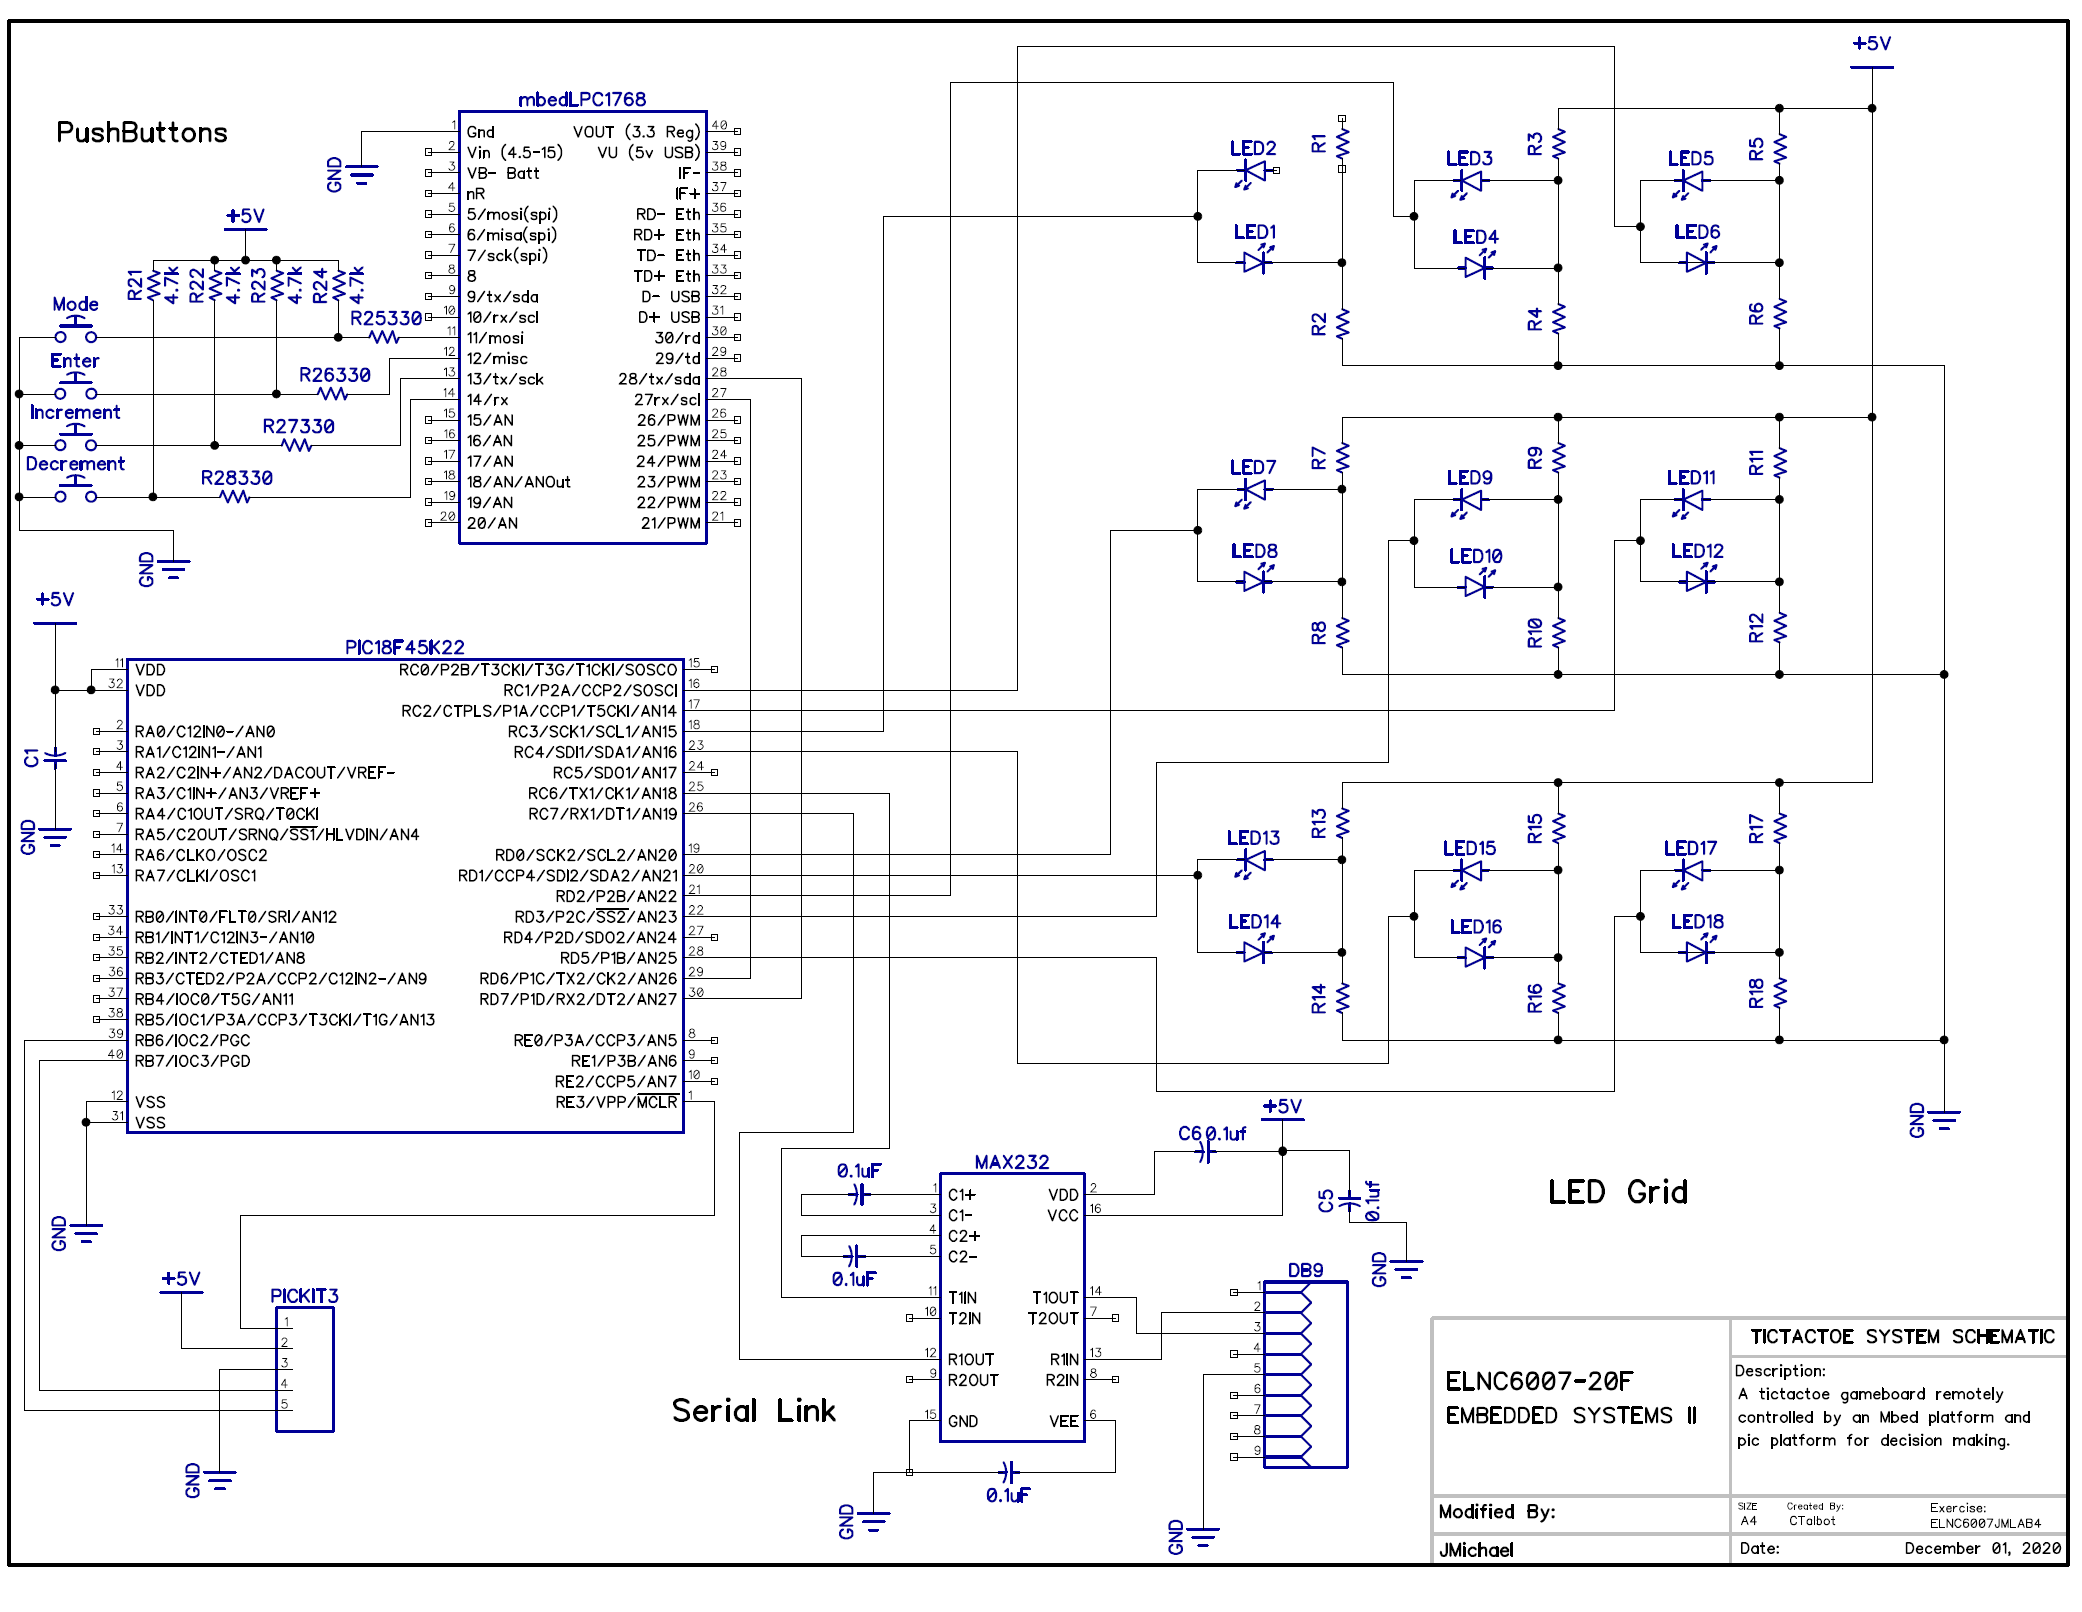 PushButtons
mbedLPC1768
1 Gnd
2 Vin (4.5-15)
3 VB- Batt
4 nR
5 5/mosi(spi)
6 6/misa(spi)
7 7/sck(spi)
8 8
9 9/tx/sda
10 10/rx/scl
11 11/mosi
12 12/misc
13 13/tx/sck
14 14/rx
15 15/AN
16 16/AN
17 17/AN
18 18/AN/ANOut
19 19/AN
20 20/AN
VOUT (3.3 Reg) 40
VU (5v USB) 39
IF- 38
IF+ 37
RD- Eth 36
RD+ Eth 35
TD- Eth 34
TD+ Eth 33
D- USB 32
D+ USB 31
30/rd 30
29/td 29
28/tx/sda 28
27rx/scl 27
26/PWM 26
25/PWM 25
24/PWM 24
23/PWM 23
22/PWM 22
21/PWM 21
GND
+5V
R21 4.7k
R22 4.7k
R23 4.7k
R24 4.7k
Mode
R25330
Enter
R26330
Increment
R27330
Decrement
R28330
GND
+5V
C1
GND
PIC18F45K22
11 VDD
32 VDD
2 RA0/C12IN0-/AN0
3 RA1/C12IN1-/AN1
4 RA2/C2IN+/AN2/DACOUT/VREF-
5 RA3/C1IN+/AN3/VREF+
6 RA4/C1OUT/SRQ/T0CKI
7 RA5/C2OUT/SRNQ/SS1/HLVDIN/AN4
14 RA6/CLKO/OSC2
13 RA7/CLKI/OSC1
33 RB0/INT0/FLT0/SRI/AN12
34 RB1/INT1/C12IN3-/AN10
35 RB2/INT2/CTED1/AN8
36 RB3/CTED2/P2A/CCP2/C12IN2-/AN9
37 RB4/IOC0/T5G/AN11
38 RB5/IOC1/P3A/CCP3/T3CKI/T1G/AN13
39 RB6/IOC2/PGC
40 RB7/IOC3/PGD
12 VSS
31 VSS
RC0/P2B/T3CKI/T3G/T1CKI/SOSCO 15
RC1/P2A/CCP2/SOSCI 16
RC2/CTPLS/P1A/CCP1/T5CKI/AN14 17
RC3/SCK1/SCL1/AN15 18
RC4/SDI1/SDA1/AN16 23
RC5/SDO1/AN17 24
RC6/TX1/CK1/AN18 25
RC7/RX1/DT1/AN19 26
RD0/SCK2/SCL2/AN20 19
RD1/CCP4/SDI2/SDA2/AN21 20
RD2/P2B/AN22 21
RD3/P2C/SS2/AN23 22
RD4/P2D/SDO2/AN24 27
RD5/P1B/AN25 28
RD6/P1C/TX2/CK2/AN26 29
RD7/P1D/RX2/DT2/AN27 30
RE0/P3A/CCP3/AN5 8
RE1/P3B/AN6 9
RE2/CCP5/AN7 10
RE3/VPP/MCLR 1
GND
+5V
PICKIT3
1
2
3
4
5
GND
+5V
LED2
LED1
R1
R2
LED3
LED4
R3
R4
LED5
LED6
R5
R6
LED7
LED8
R7
R8
LED9
LED10
R9
R10
LED11
LED12
R11
R12
LED13
LED14
R13
R14
LED15
LED16
R15
R16
LED17
LED18
R17
R18
GND
LED Grid
MAX232
0.1uF
0.1uF
1 C1+
3 C1-
4 C2+
5 C2-
11 T1IN
10 T2IN
12 R1OUT
9 R2OUT
15 GND
VDD 2
VCC 16
T1OUT 14
T2OUT 7
R1IN 13
R2IN 8
VEE 6
0.1uF
GND
Serial Link
+5V
C6 0.1uf
C5 0.1uf
GND
DB9
1
2
3
4
5
6
7
8
9
GND
ELNC6007-20F
EMBEDDED SYSTEMS II
TICTACTOE SYSTEM SCHEMATIC
Description:
A tictactoe gameboard remotely
controlled by an Mbed platform and
pic platform for decision making.
Modified By:
JMichael
SIZE
A4
Created By:
CTalbot
Exercise:
ELNC6007JMLAB4
Date: December 01, 2020